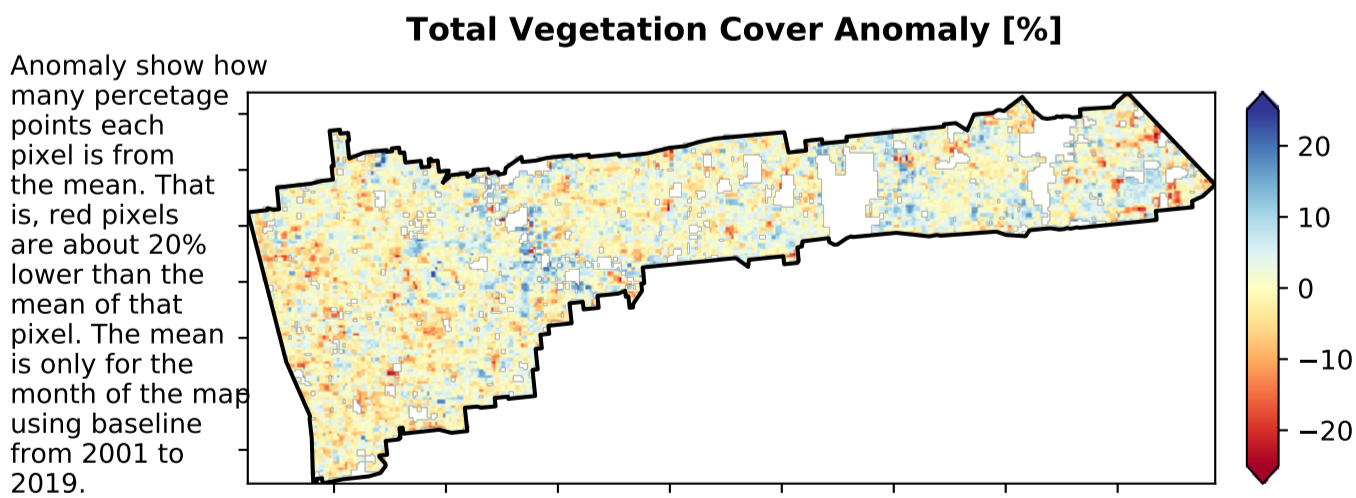 Total Vegetation Cover Anomaly [%]
Anomaly show how
many percetage
points each
pixel is from
the mean. That
is, red pixels
are about 20%
lower than the
mean of that
pixel. The mean
is only for the
month of the map
using baseline
from 2001 to
2019.
20
10
0
−10
−20